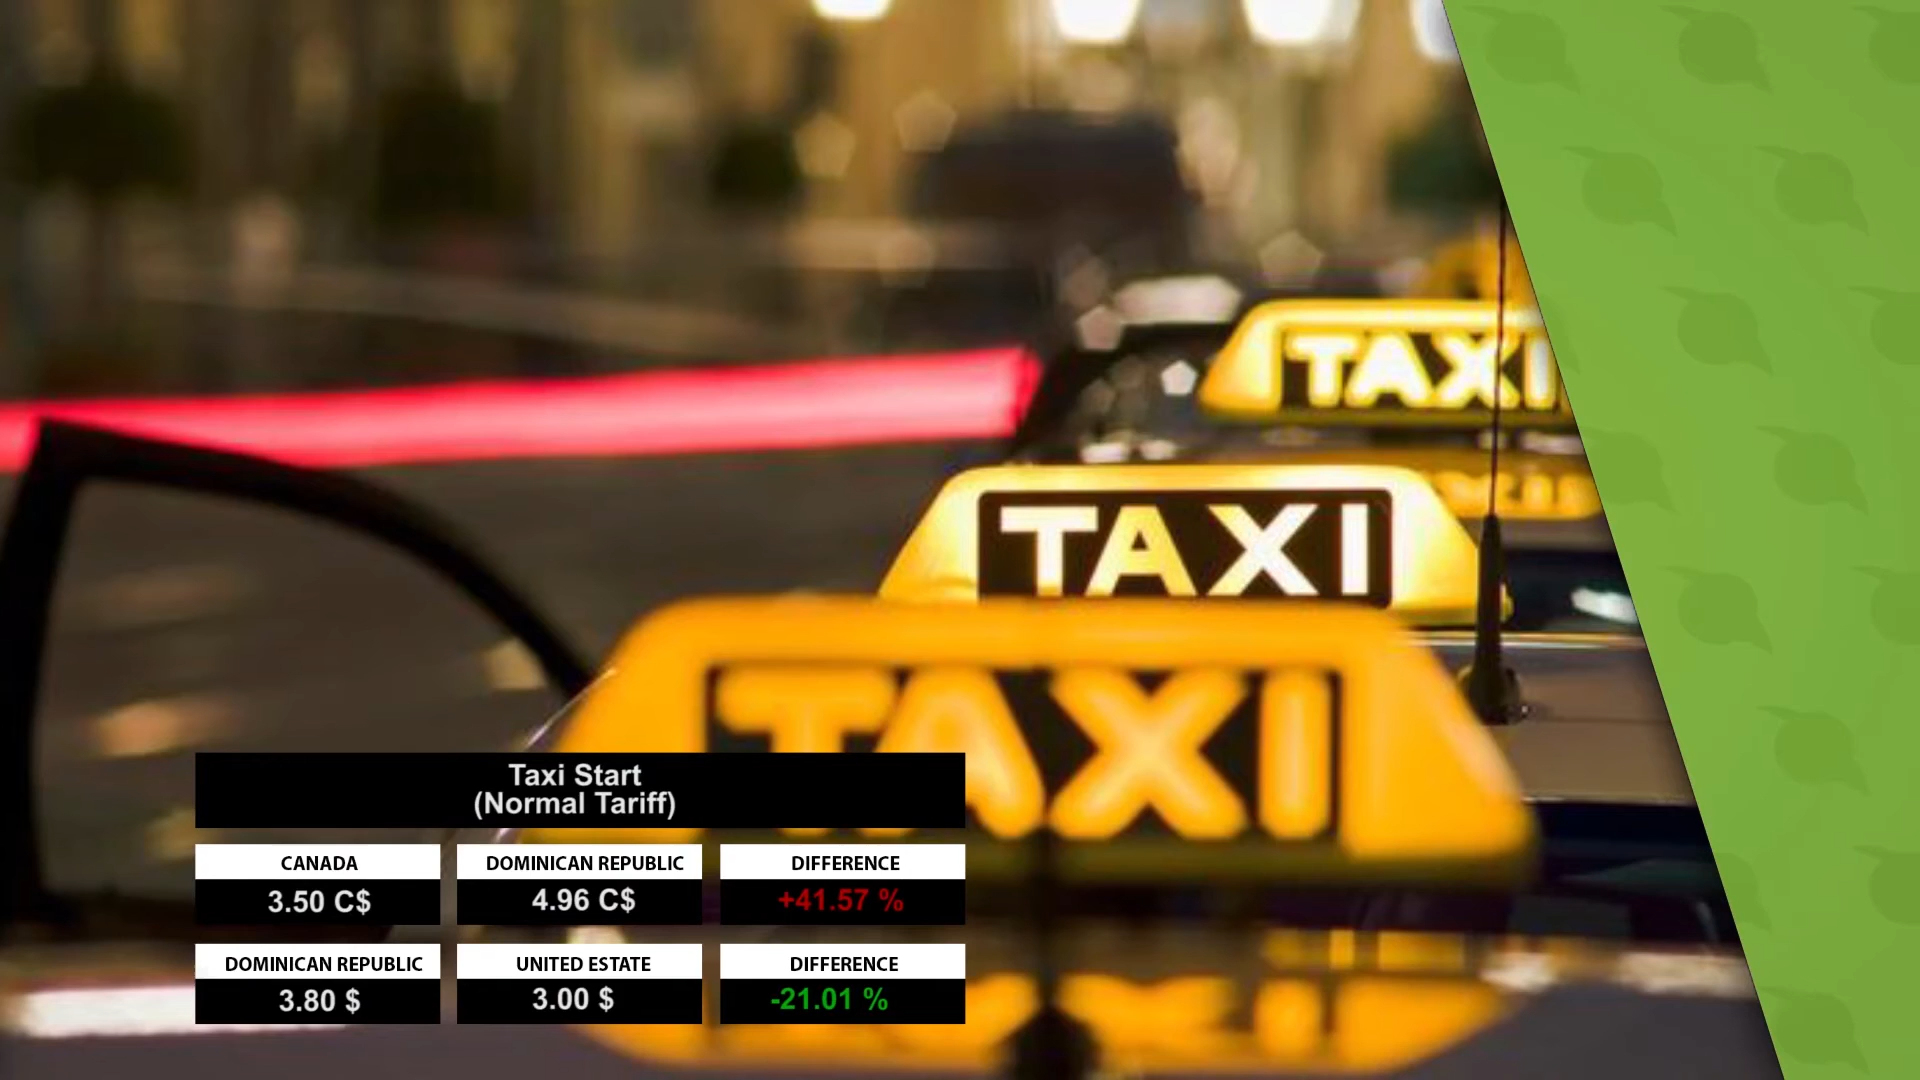 TAXI
TAXI
TAXI
Taxi Start
(Normal Tariff)
CANADA DOMINICAN REPUBLIC DIFFERENCE
3.50 C$ 4.96 C$ +41.57 %
DOMINICAN REPUBLIC UNITED ESTATE DIFFERENCE
3.80 $ 3.00 $ -21.01 %